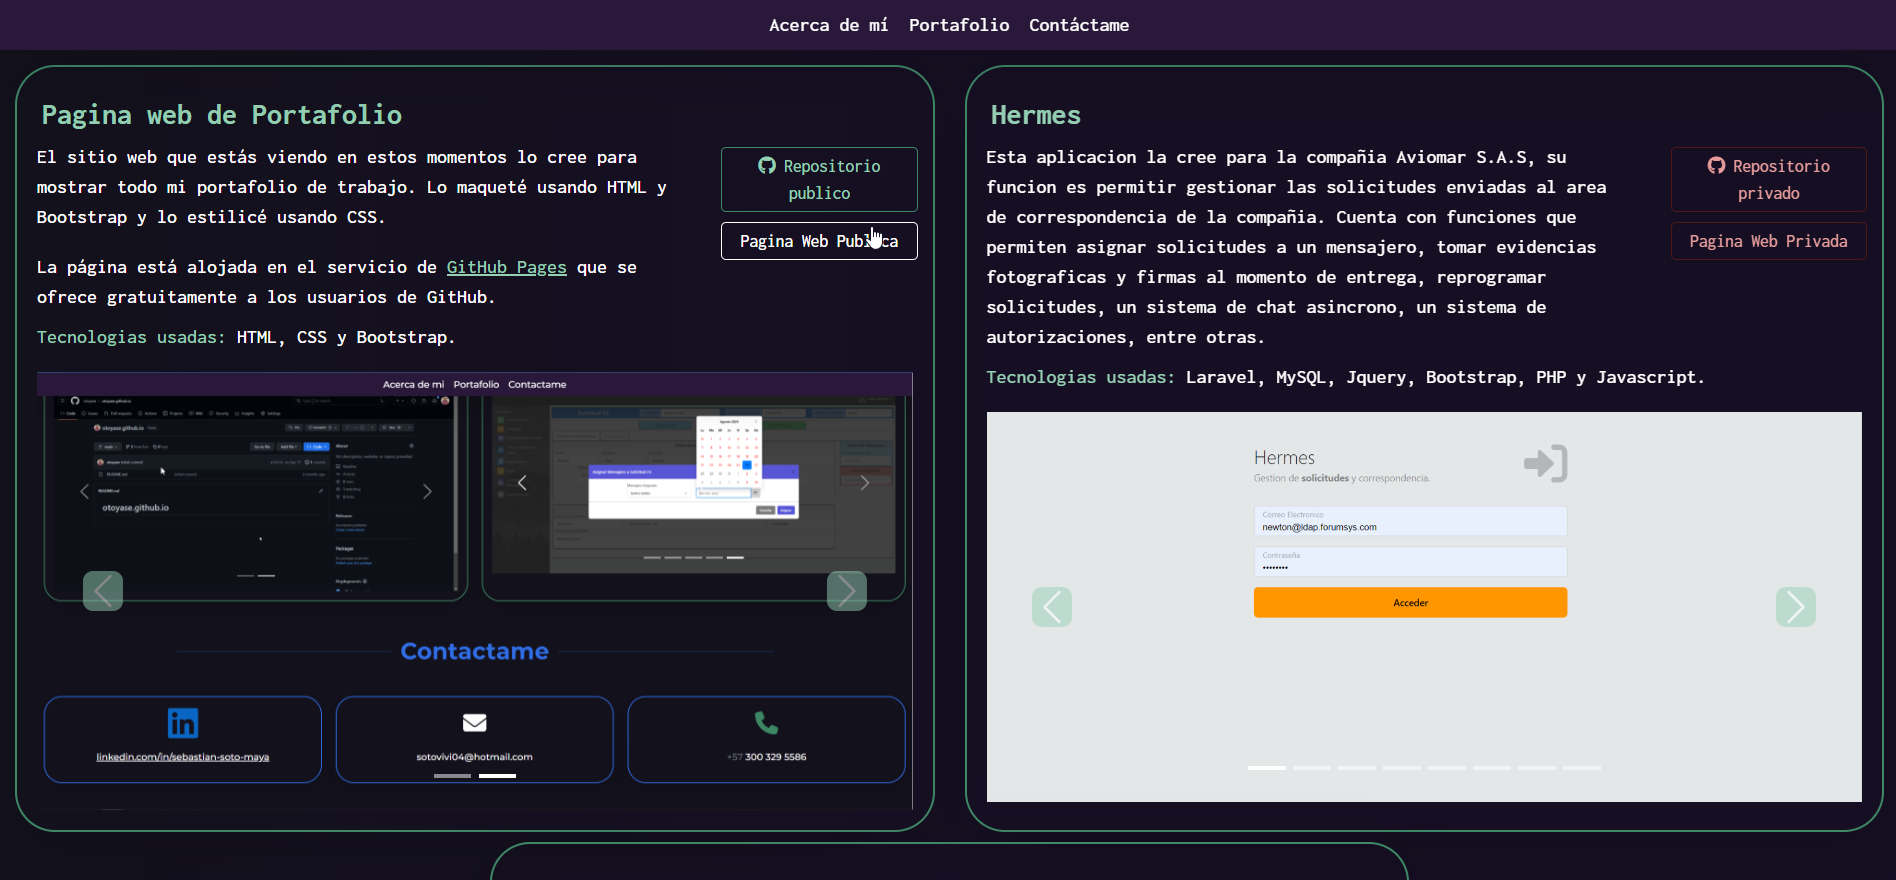 Acerca de mí Portafolio Contáctame
Pagina web de Portafolio
El sitio web que estás viendo en estos momentos lo cree para
mostrar todo mi portafolio de trabajo. Lo maqueté usando HTML y
Bootstrap y lo estilicé usando CSS.
La página está alojada en el servicio de GitHub Pages que se
ofrece gratuitamente a los usuarios de GitHub.
Tecnologias usadas: HTML, CSS y Bootstrap.
Repositorio
publico
Pagina Web Publica
Acerca de mi Portafolio Contactame
otoyase.github.io
otoyase.github.io
Contactame
linkedin.com/in/sebastian-soto-maya
sotovivi04@hotmail.com
+57 300 329 5586
Hermes
Esta aplicacion la cree para la compañia Aviomar S.A.S, su
funcion es permitir gestionar las solicitudes enviadas al area
de correspondencia de la compañia. Cuenta con funciones que
permiten asignar solicitudes a un mensajero, tomar evidencias
fotograficas y firmas al momento de entrega, reprogramar
solicitudes, un sistema de chat asincrono, un sistema de
autorizaciones, entre otras.
Tecnologias usadas: Laravel, MySQL, Jquery, Bootstrap, PHP y Javascript.
Repositorio
privado
Pagina Web Privada
Hermes
Gestion de solicitudes y correspondencia.
Correo Electronico
newton@ldap.forumsys.com
Contraseña
••••••••
Acceder